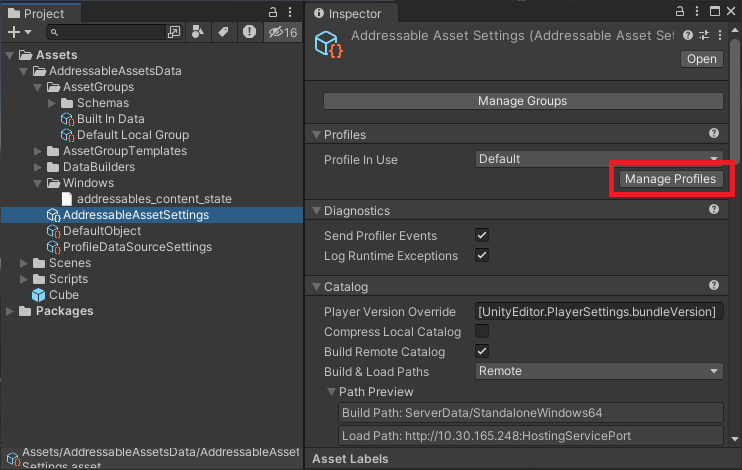 Project
16
Assets
AddressableAssetsData
AssetGroups
Schemas
Built In Data
Default Local Group
AssetGroupTemplates
DataBuilders
Windows
addressables_content_state
AddressableAssetSettings
DefaultObject
ProfileDataSourceSettings
Scenes
Scripts
Cube
Packages
Assets/AddressableAssetsData/AddressableAsset
Settings.asset
Inspector
Addressable Asset Settings (Addressable Asset Set
Open
Manage Groups
Profiles
Profile In Use
Default
Manage Profiles
Diagnostics
Send Profiler Events
Log Runtime Exceptions
Catalog
Player Version Override
[UnityEditor.PlayerSettings.bundleVersion]
Compress Local Catalog
Build Remote Catalog
Build & Load Paths
Remote
Path Preview
Build Path: ServerData/StandaloneWindows64
Load Path: http://10.30.165.248:HostingServicePort
Asset Labels